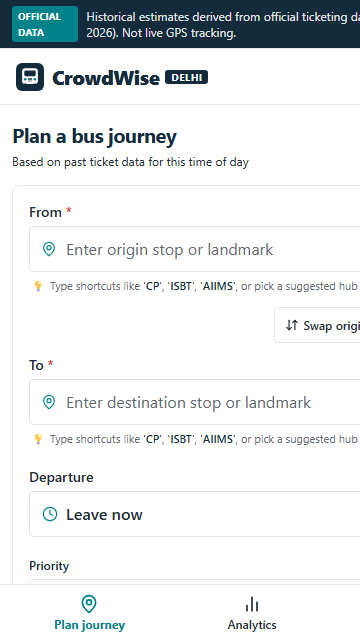 OFFICIAL
DATA
Historical estimates derived from official ticketing
2026). Not live GPS tracking.
CrowdWise DELHI
Plan a bus journey
Based on past ticket data for this time of day
From *
Enter origin stop or landmark
💡 Type shortcuts like 'CP', 'ISBT', 'AIIMS', or pick a suggested hub
Swap
To *
Enter destination stop or landmark
💡 Type shortcuts like 'CP', 'ISBT', 'AIIMS', or pick a suggested hub
Departure
Leave now
Priority
Plan journey
Analytics